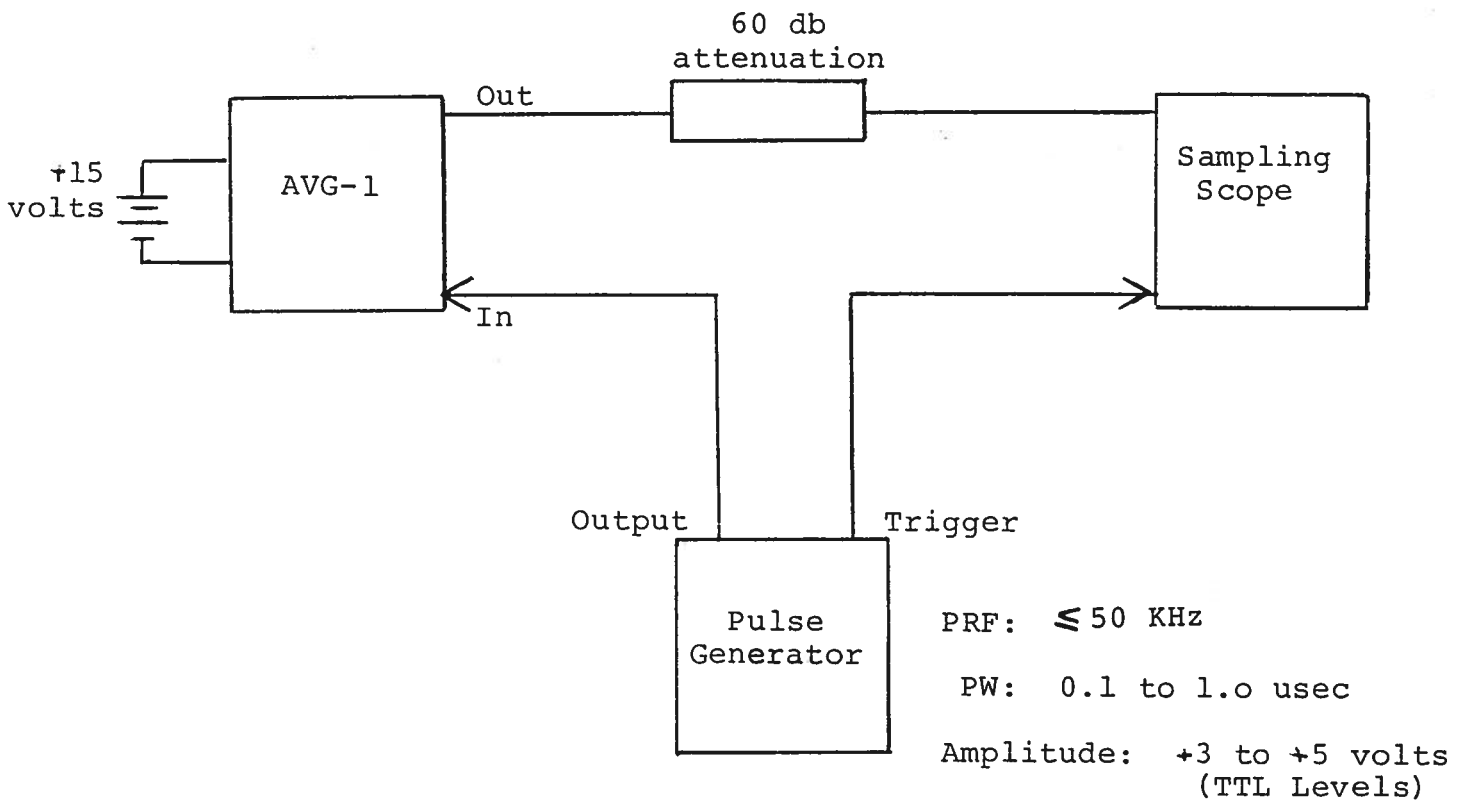 60 db
attenuation
Out
+15
volts
AVG-1
Sampling
Scope
In
Output
Trigger
Pulse
Generator
PRF: ≤ 50 KHz
PW: 0.1 to 1.o usec
Amplitude: +3 to +5 volts
(TTL Levels)